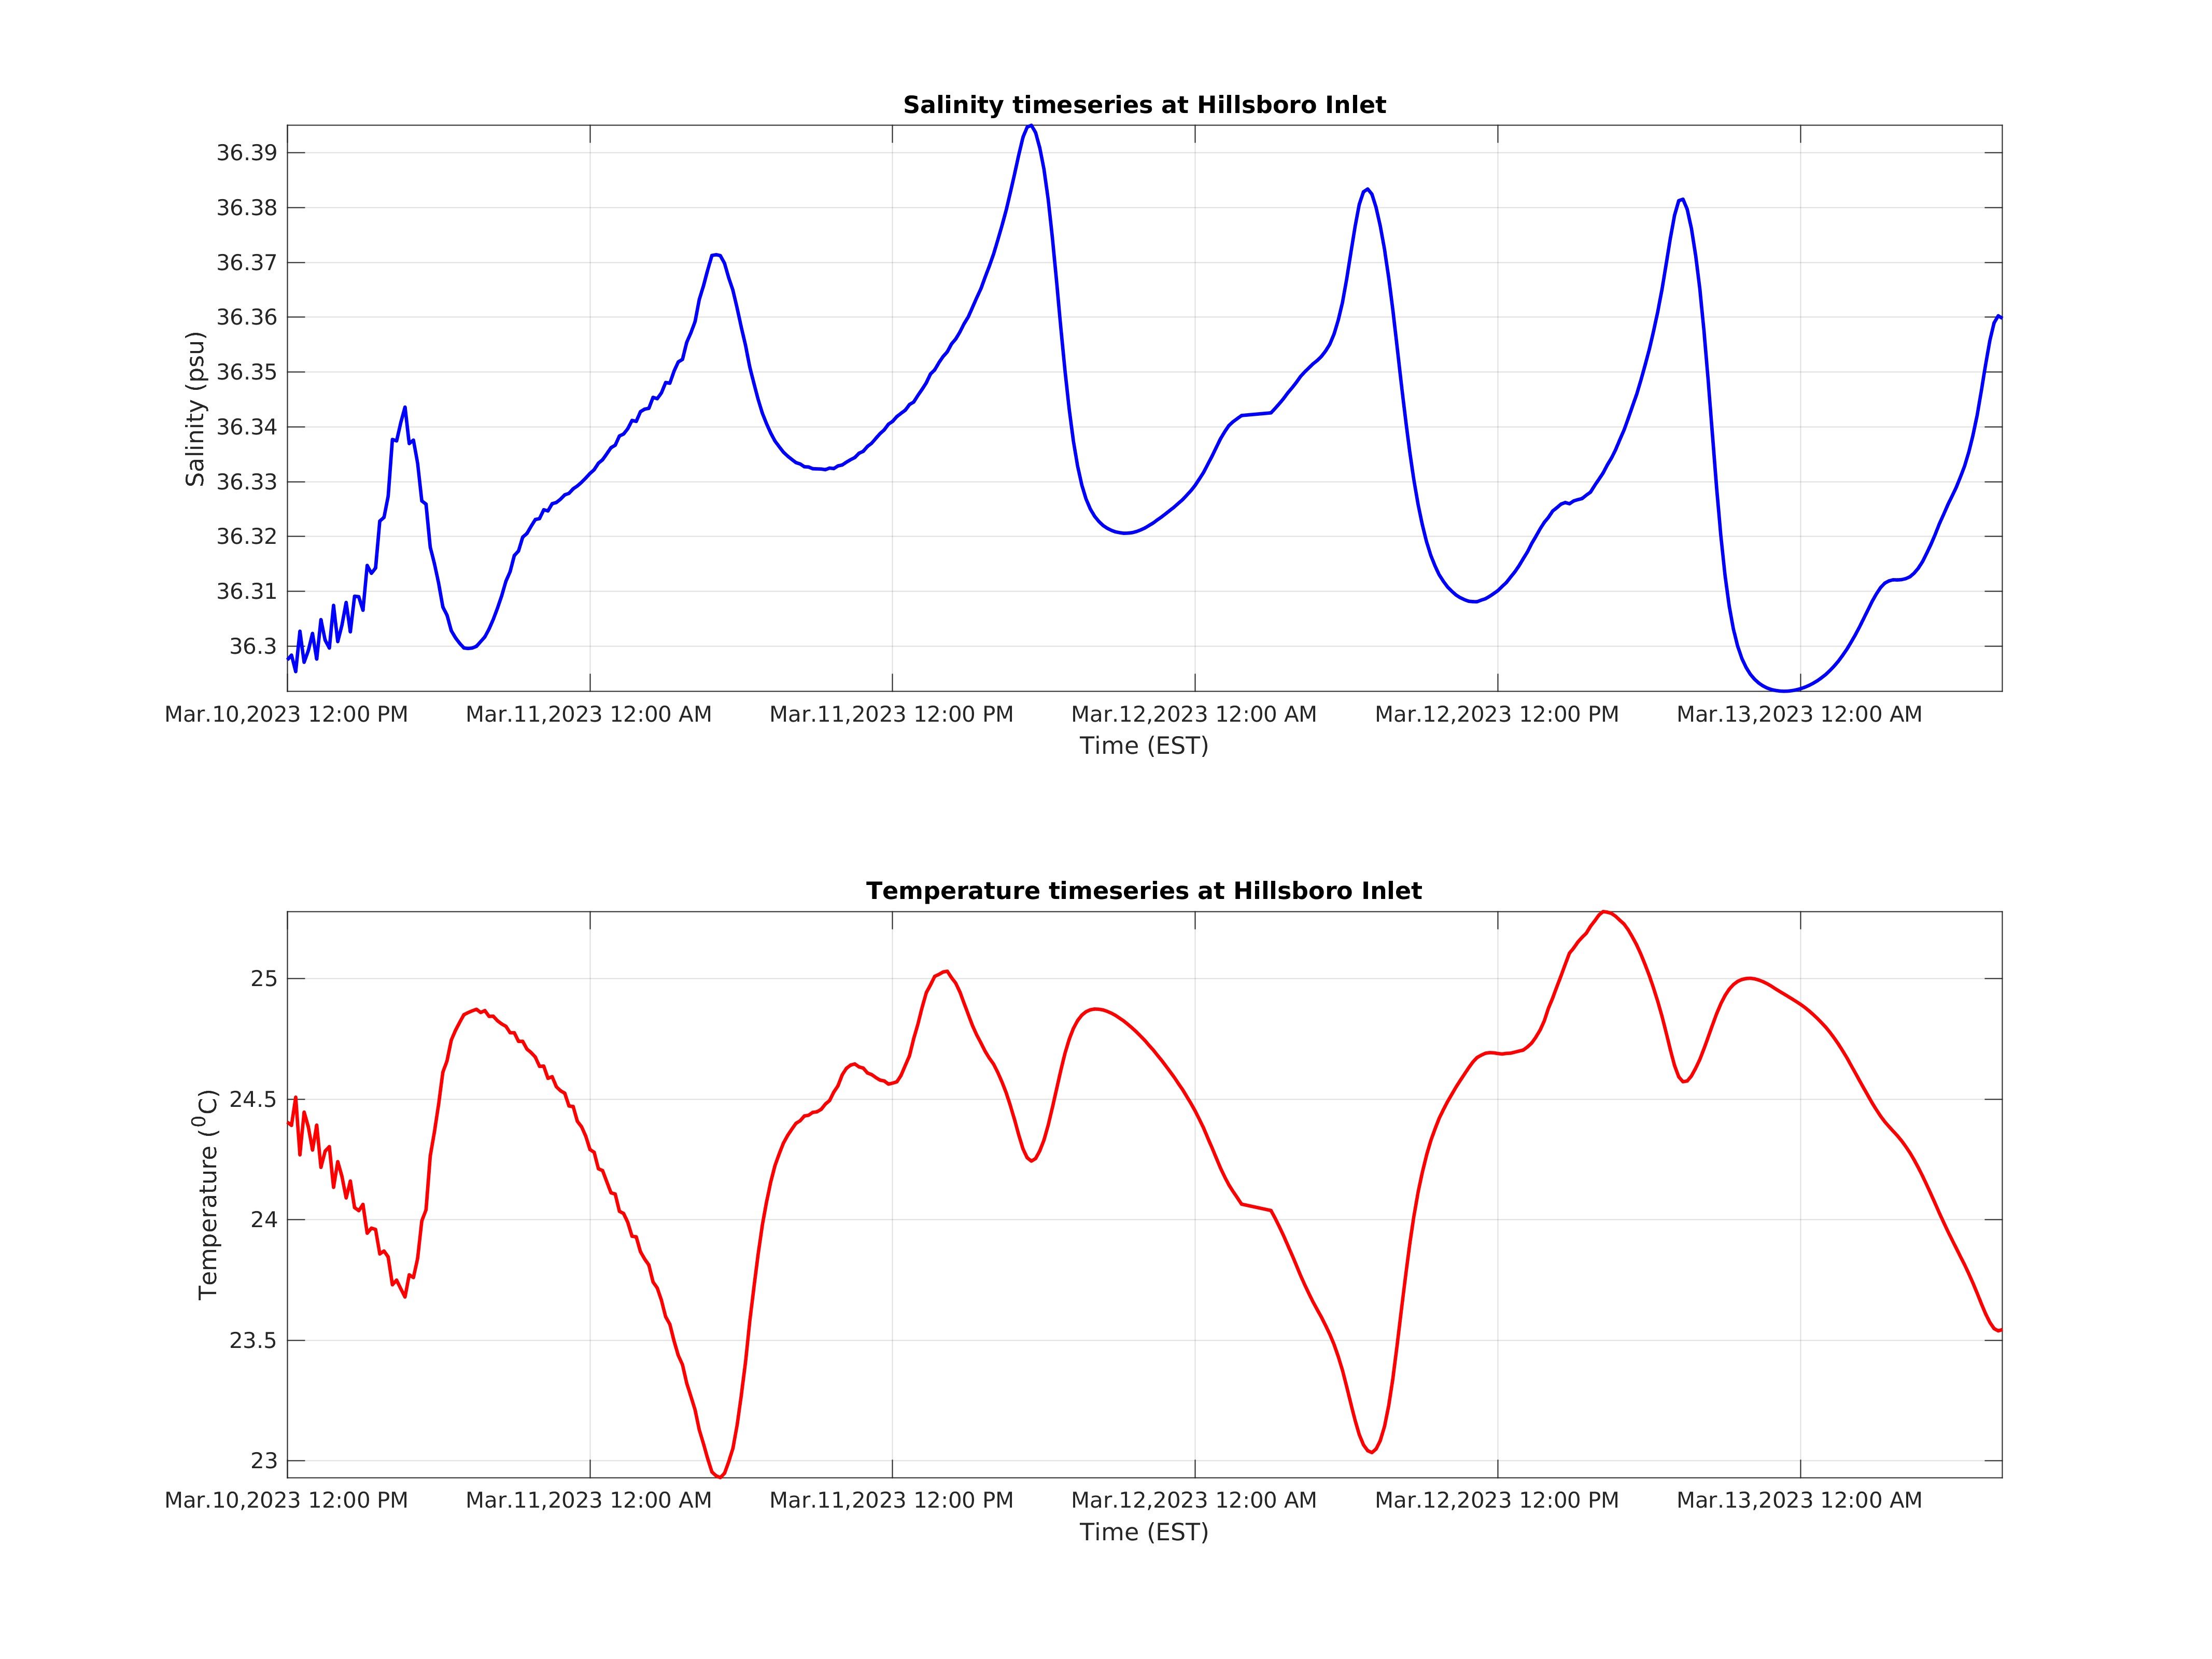 Salinity timeseries at Hillsboro Inlet
36.39
36.38
36.37
36.36
36.35
36.34
36.33
36.32
36.31
36.3
Salinity (psu)
Mar.10,2023 12:00 PM Mar.11,2023 12:00 AM Mar.11,2023 12:00 PM Mar.12,2023 12:00 AM Mar.12,2023 12:00 PM Mar.13,2023 12:00 AM
Time (EST)
Temperature timeseries at Hillsboro Inlet
25
24.5
24
23.5
23
Temperature (⁰C)
Mar.10,2023 12:00 PM Mar.11,2023 12:00 AM Mar.11,2023 12:00 PM Mar.12,2023 12:00 AM Mar.12,2023 12:00 PM Mar.13,2023 12:00 AM
Time (EST)